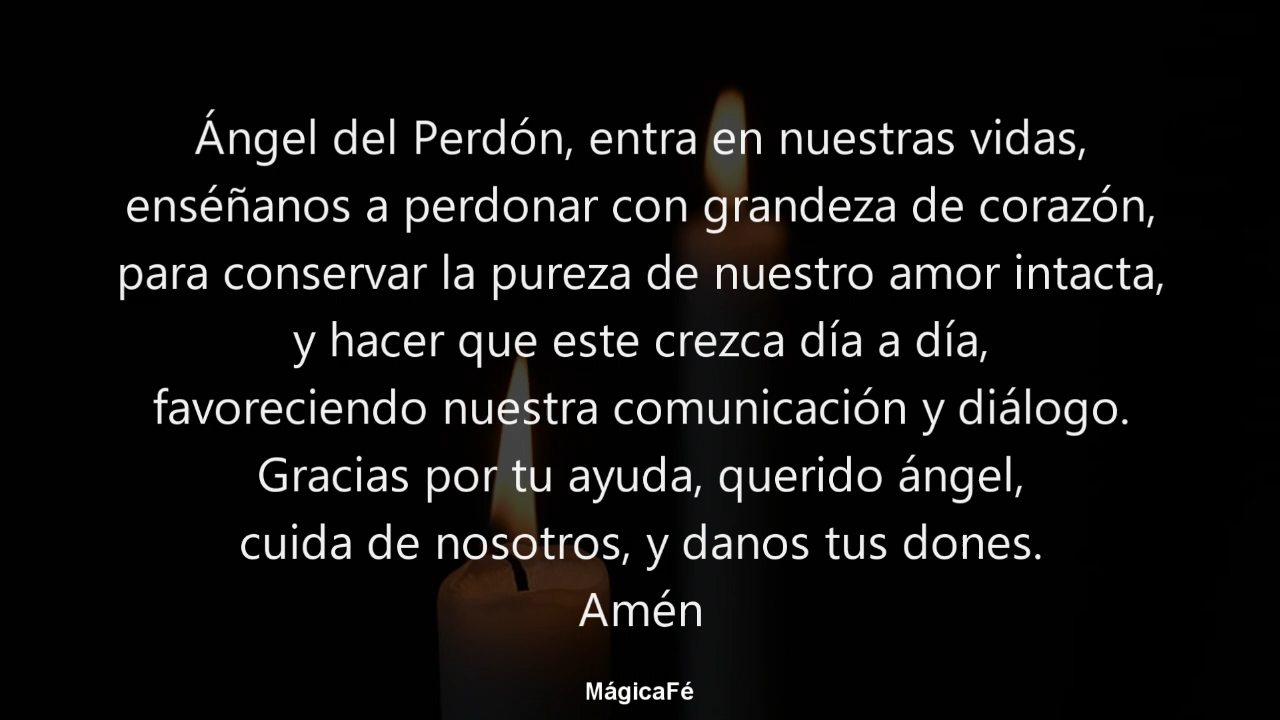 Ángel del Perdón, entra en nuestras vidas,
enséñanos a perdonar con grandeza de corazón,
para conservar la pureza de nuestro amor intacta,
y hacer que este crezca día a día,
favoreciendo nuestra comunicación y diálogo.
Gracias por tu ayuda, querido ángel,
cuida de nosotros, y danos tus dones.
Amén
MágicaFé